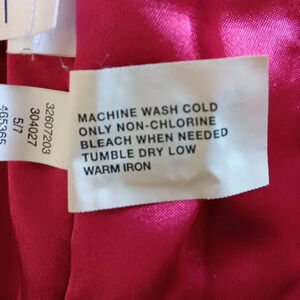 MACHINE WASH COLD
ONLY NON-CHLORINE
BLEACH WHEN NEEDED
TUMBLE DRY LOW
WARM IRON
32607203
304027
5/7
465365